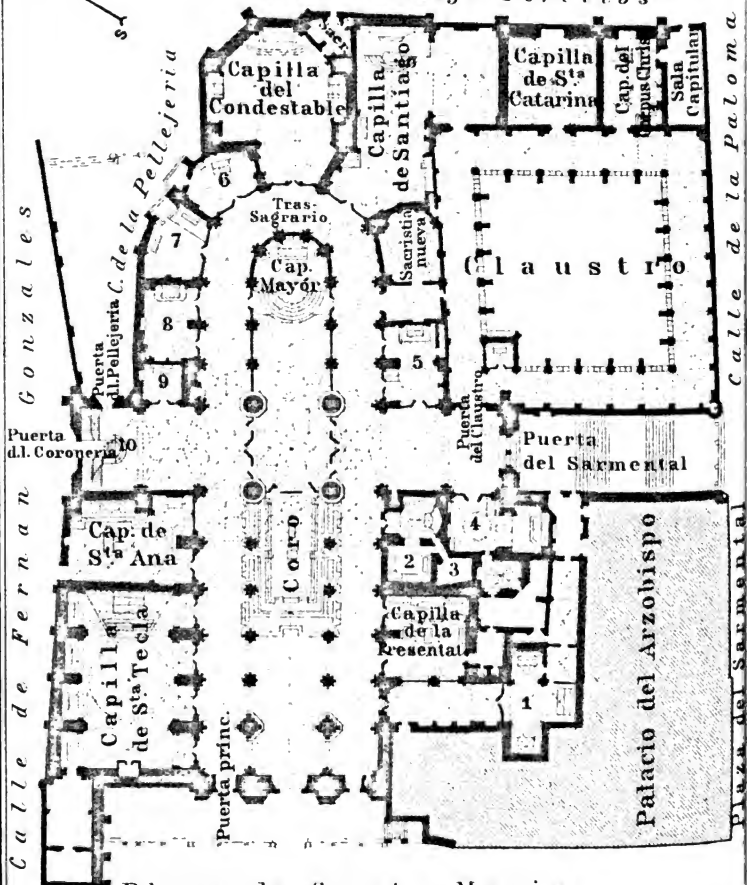 S
Sacr.
Capilla
del
Condestable
Capilla
de Santiago
Capilla
de Sta
Catarina
Cap. del
Corpus Christi
Sala
Capitular
Calle de la Paloma
C. de la Pellejeria
6
Tras-
Sagrario
7
Sacristia
nueva
Claustro
Cap.
Mayor
8
5
9
Puerta
d.l. Pellejeria
Puerta
d.l. Coroneria
10
Puerta
del Claustro
Puerta
del Sarmental
Calle de Fernan Gonzales
Cap. de
Sta Ana
Coro
4
2
3
Capilla
de la
Presentat.
1
Capilla
de Sta Tecla
Palacio del Arzobispo
Plaza del Sarmental
Puerta princ.